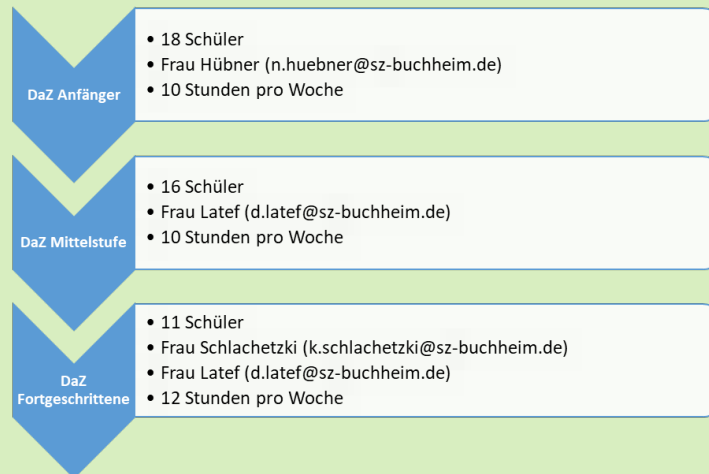 DaZ Anfänger
• 18 Schüler
• Frau Hübner (n.huebner@sz-buchheim.de)
• 10 Stunden pro Woche
DaZ Mittelstufe
• 16 Schüler
• Frau Latef (d.latef@sz-buchheim.de)
• 10 Stunden pro Woche
DaZ
Fortgeschrittene
• 11 Schüler
• Frau Schlachetzki (k.schlachetzki@sz-buchheim.de)
• Frau Latef (d.latef@sz-buchheim.de)
• 12 Stunden pro Woche